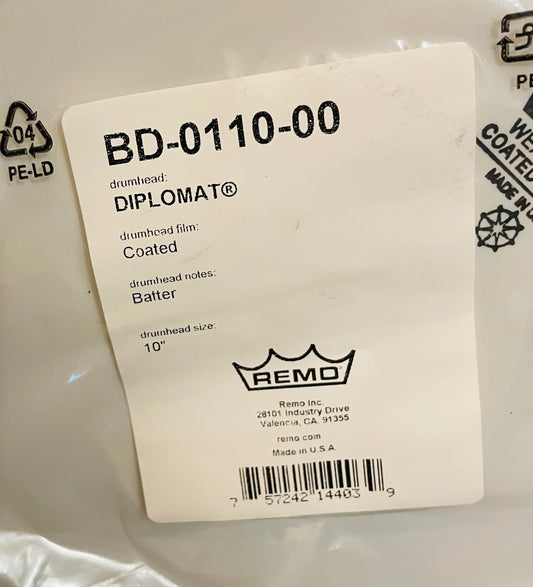 BD-0110-00
drumhead:
DIPLOMAT®
drumhead film:
Coated
drumhead notes:
Batter
drumhead size:
10"
REMO
Remo Inc.
28101 Industry Drive
Valencia, CA. 91355
remo.com
Made in U.S.A.
7 57242 14403 9
04
PE-LD
PE
COATED
MADE IN